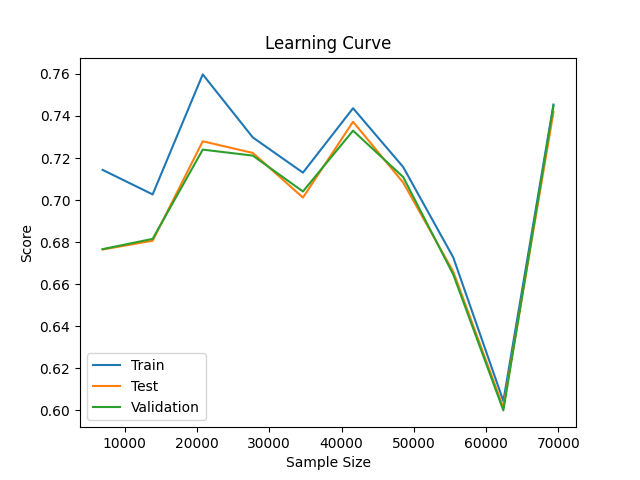 Learning Curve
0.76
0.74
0.72
0.70
0.68
0.66
0.64
0.62
0.60
Score
Train
Test
Validation
10000 20000 30000 40000 50000 60000 70000
Sample Size